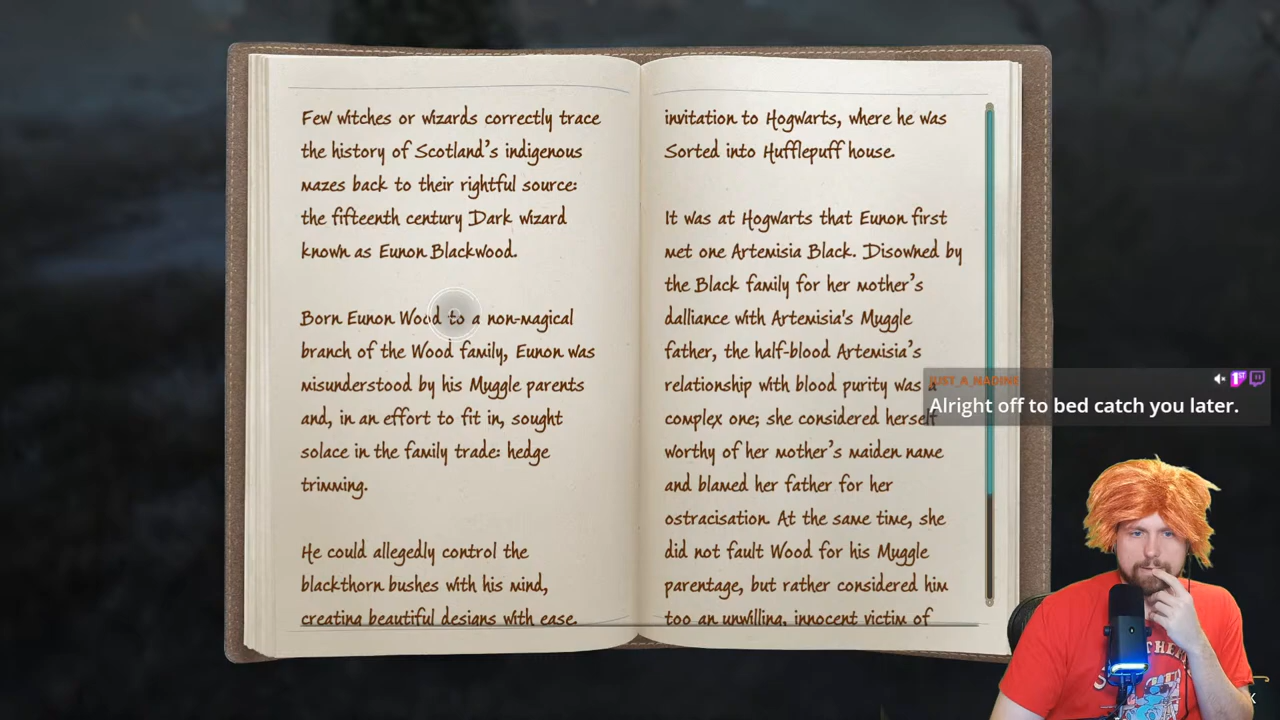 Few witches or wizards correctly trace
the history of Scotland's indigenous
mazes back to their rightful source:
the fifteenth century Dark wizard
known as Eunon Blackwood.
Born Eunon Wood to a non-magical
branch of the Wood family, Eunon was
misunderstood by his Muggle parents
and, in an effort to fit in, sought
solace in the family trade: hedge
trimming.
He could allegedly control the
blackthorn bushes with his mind,
creating beautiful designs with ease.
invitation to Hogwarts, where he was
Sorted into Hufflepuff house.
It was at Hogwarts that Eunon first
met one Artemisia Black. Disowned by
the Black family for her mother's
dalliance with Artemisia's Muggle
father, the half-blood Artemisia's
relationship with blood purity was a
complex one; she considered herself
worthy of her mother's maiden name
and blamed her father for her
ostracisation. At the same time, she
did not fault Wood for his Muggle
parentage, but rather considered him
too an unwilling, innocent victim of
JUST_A_NADINE
1ST
Alright off to bed catch you later.
X